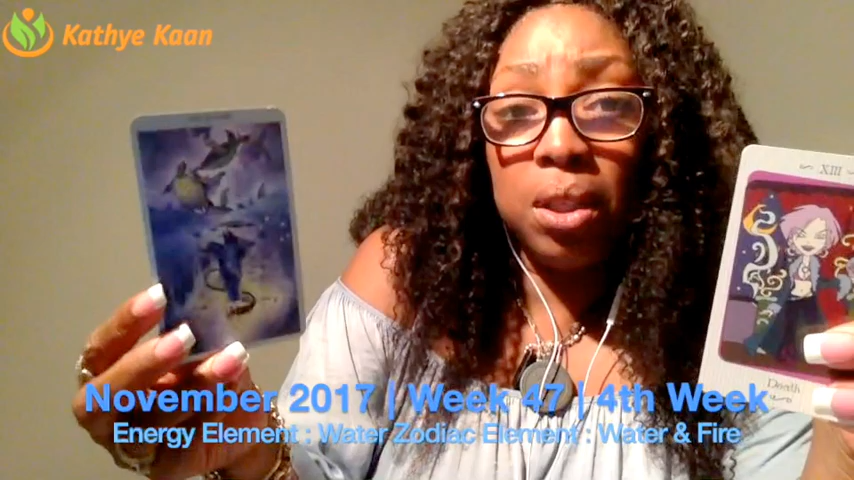 Kathye Kaan
XIII
November 2017 | Week 47 | 4th Week
Death
Energy Element : Water Zodiac Element : Water & Fire